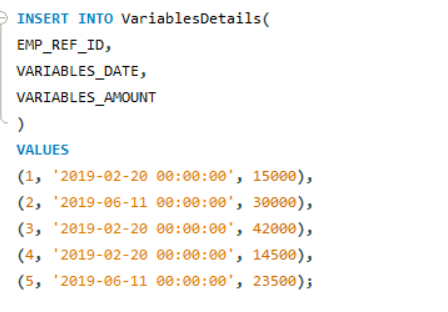 INSERT INTO VariablesDetails(
EMP_REF_ID,
VARIABLES_DATE,
VARIABLES_AMOUNT
)
VALUES
(1, '2019-02-20 00:00:00', 15000),
(2, '2019-06-11 00:00:00', 30000),
(3, '2019-02-20 00:00:00', 42000),
(4, '2019-02-20 00:00:00', 14500),
(5, '2019-06-11 00:00:00', 23500);